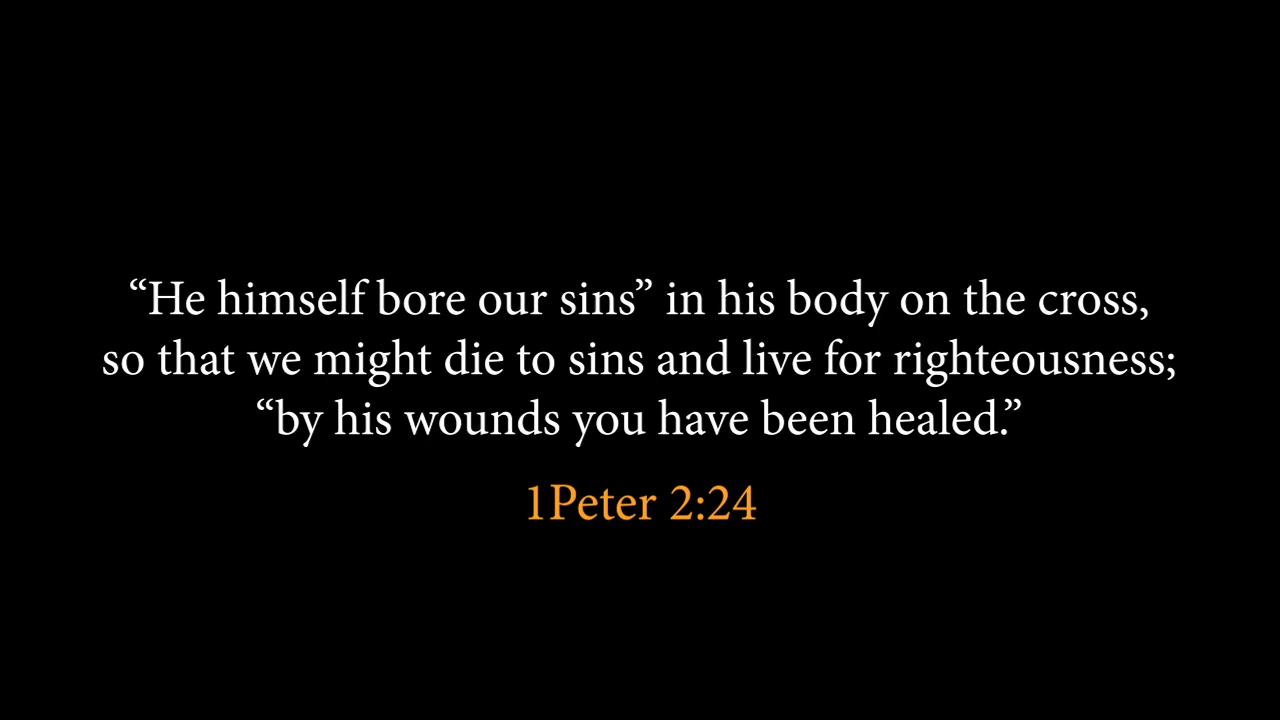 “He himself bore our sins” in his body on the cross,
so that we might die to sins and live for righteousness;
“by his wounds you have been healed.”
1Peter 2:24